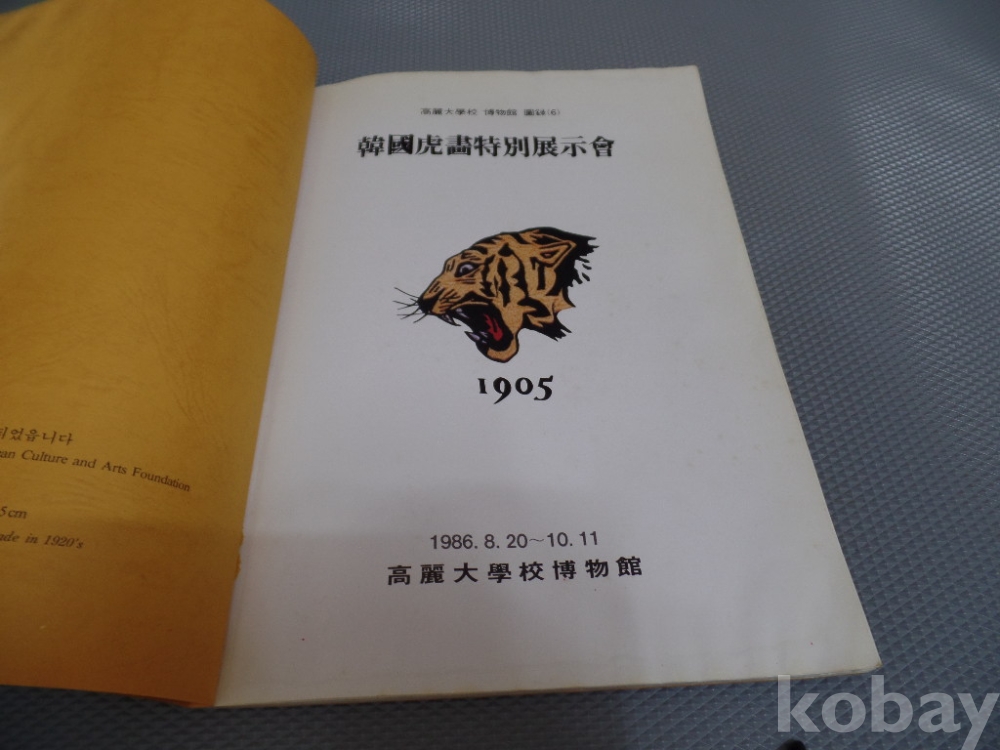 高麗大學校 博物館 圖錄(6)
韓國虎畵特別展示會
1905
1986. 8. 20~10. 11
高麗大學校博物館
되었읍니다
an Culture and Arts Foundation
5cm
ade in 1920's
kobay